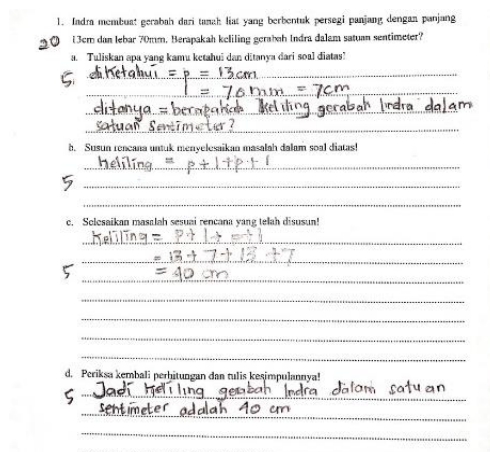 1. Indra membuat gerabah dari tanah liat yang berbentuk persegi panjang dengan panjang
20 13cm dan lebar 70mm. Berapakah keliling gerabah Indra dalam satuan sentimeter?
a. Tuliskan apa yang kamu ketahui dan ditanya dari soal diatas!
5. diketahui = p = 13 cm
l = 70 mm = 7cm
ditanya = berapakah keliling gerabah Indra dalam
satuan sentimeter?
b. Susun rencana untuk menyelesaikan masalah dalam soal diatas!
Keliling = p + l + p + l
5
c. Selesaikan masalah sesuai rencana yang telah disusun!
Keliling = p + l + p + l
= 13 + 7 + 13 + 7
5 = 40 cm
d. Periksa kembali perhitungan dan tulis kesimpulannya!
5 Jadi keliling gerabah Indra dalam satuan
sentimeter adalah 40 cm